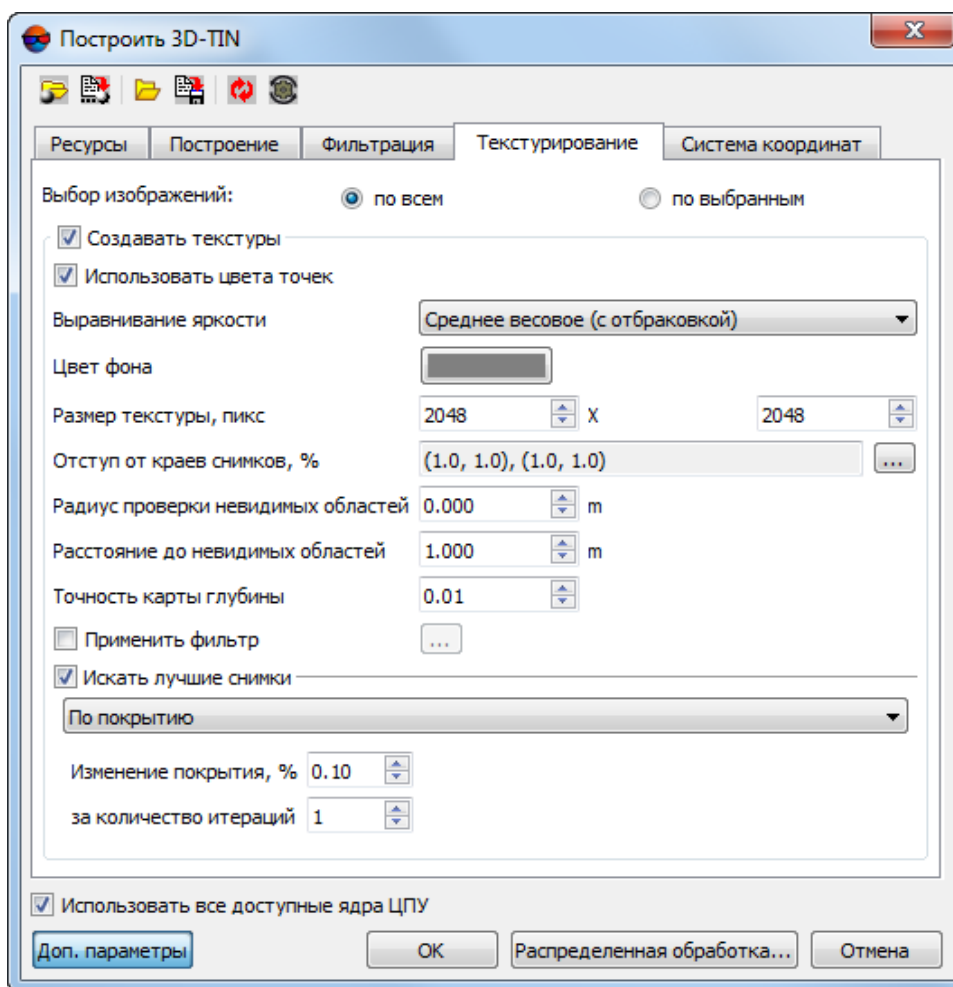 Построить 3D-TIN
Ресурсы Построение Фильтрация Текстурирование Система координат
Выбор изображений: по всем по выбранным
Создавать текстуры
Использовать цвета точек
Выравнивание яркости Среднее весовое (с отбраковкой)
Цвет фона
Размер текстуры, пикс 2048 X 2048
Отступ от краев снимков, % (1.0, 1.0), (1.0, 1.0) ...
Радиус проверки невидимых областей 0.000 m
Расстояние до невидимых областей 1.000 m
Точность карты глубины 0.01
Применить фильтр ...
Искать лучшие снимки
По покрытию
Изменение покрытия, % 0.10
за количество итераций 1
Использовать все доступные ядра ЦПУ
Доп. параметры OK Распределенная обработка... Отмена